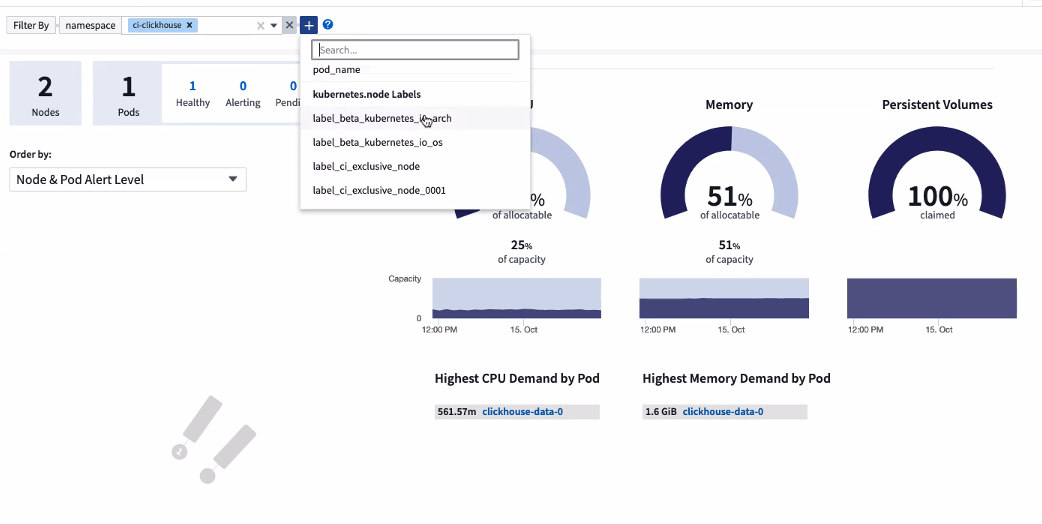 Filter By namespace ci-clickhouse × × × + ?
Search...
pod_name
kubernetes.node Labels
label_beta_kubernetes_io_arch
label_beta_kubernetes_io_os
label_ci_exclusive_node
label_ci_exclusive_node_0001
2
Nodes
1
Pods
1
Healthy
0
Alerting
0
Pendi
Order by:
Node & Pod Alert Level
%
of allocatable
25%
of capacity
Memory
51%
of allocatable
51%
of capacity
Persistent Volumes
100%
claimed
Capacity
0
12:00 PM 15. Oct
12:00 PM 15. Oct
12:00 PM 15. Oct
Highest CPU Demand by Pod
561.57m clickhouse-data-0
Highest Memory Demand by Pod
1.6 GiB clickhouse-data-0